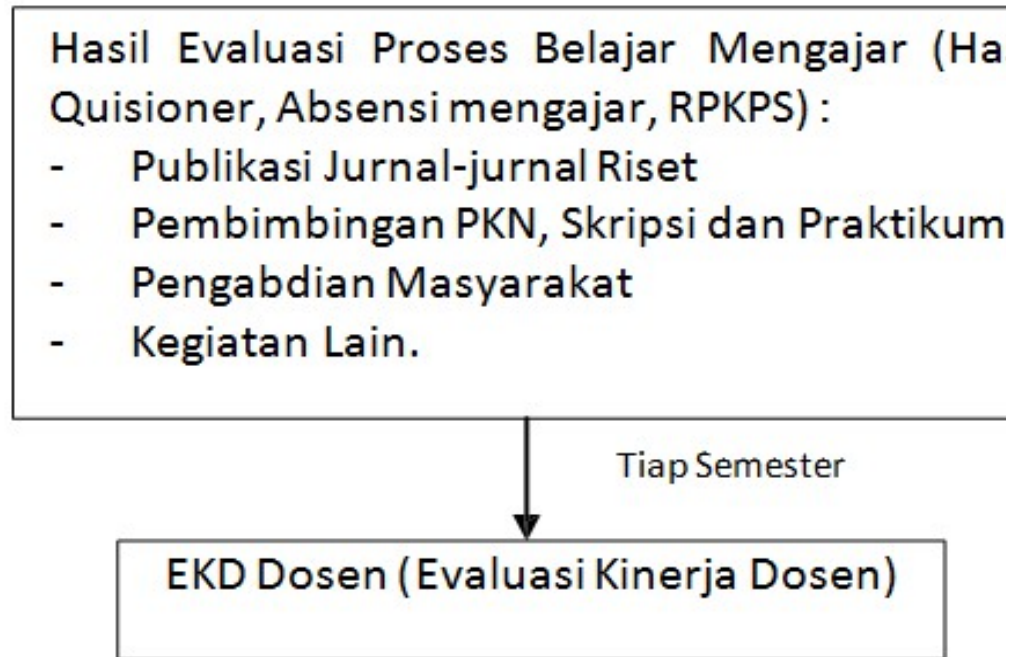 Hasil Evaluasi Proses Belajar Mengajar (Ha
Quisioner, Absensi mengajar, RPKPS) :
- Publikasi Jurnal-jurnal Riset
- Pembimbingan PKN, Skripsi dan Praktikum
- Pengabdian Masyarakat
- Kegiatan Lain.
Tiap Semester
EKD Dosen (Evaluasi Kinerja Dosen)